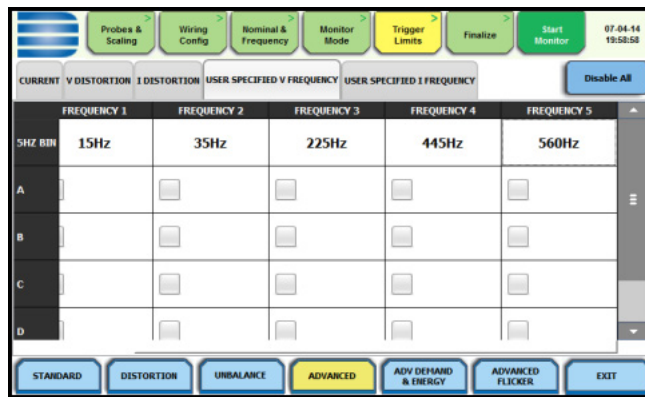 Probes & Scaling
Wiring Config
Nominal & Frequency
Monitor Mode
Trigger Limits
Finalize
Start Monitor
07-04-14
19:58:58
CURRENT V DISTORTION I DISTORTION USER SPECIFIED V FREQUENCY USER SPECIFIED I FREQUENCY
Disable All
FREQUENCY 1 FREQUENCY 2 FREQUENCY 3 FREQUENCY 4 FREQUENCY 5
5HZ BIN 15Hz 35Hz 225Hz 445Hz 560Hz
A
B
C
D
STANDARD
DISTORTION
UNBALANCE
ADVANCED
ADV DEMAND & ENERGY
ADVANCED FLICKER
EXIT